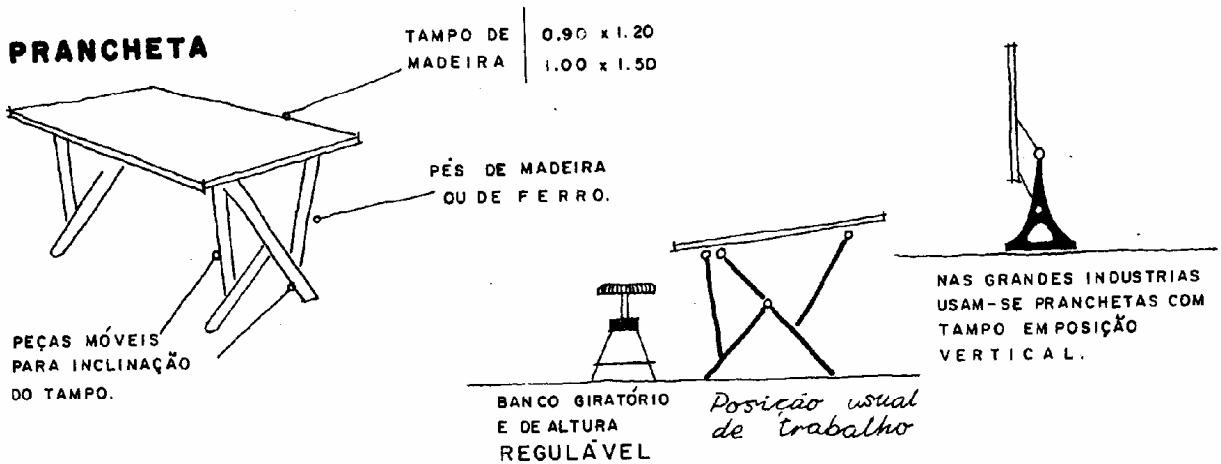 PRANCHETA
TAMPO DE
MADEIRA
0.90 x 1.20
1.00 x 1.50
PÉS DE MADEIRA
OU DE FERRO.
PEÇAS MÓVEIS
PARA INCLINAÇÃO
DO TAMPO.
BANCO GIRATÓRIO
E DE ALTURA
REGULÁVEL
Posição usual
de trabalho
NAS GRANDES INDUSTRIAS
USAM-SE PRANCHETAS COM
TAMPO EM POSIÇÃO
VERTICAL.